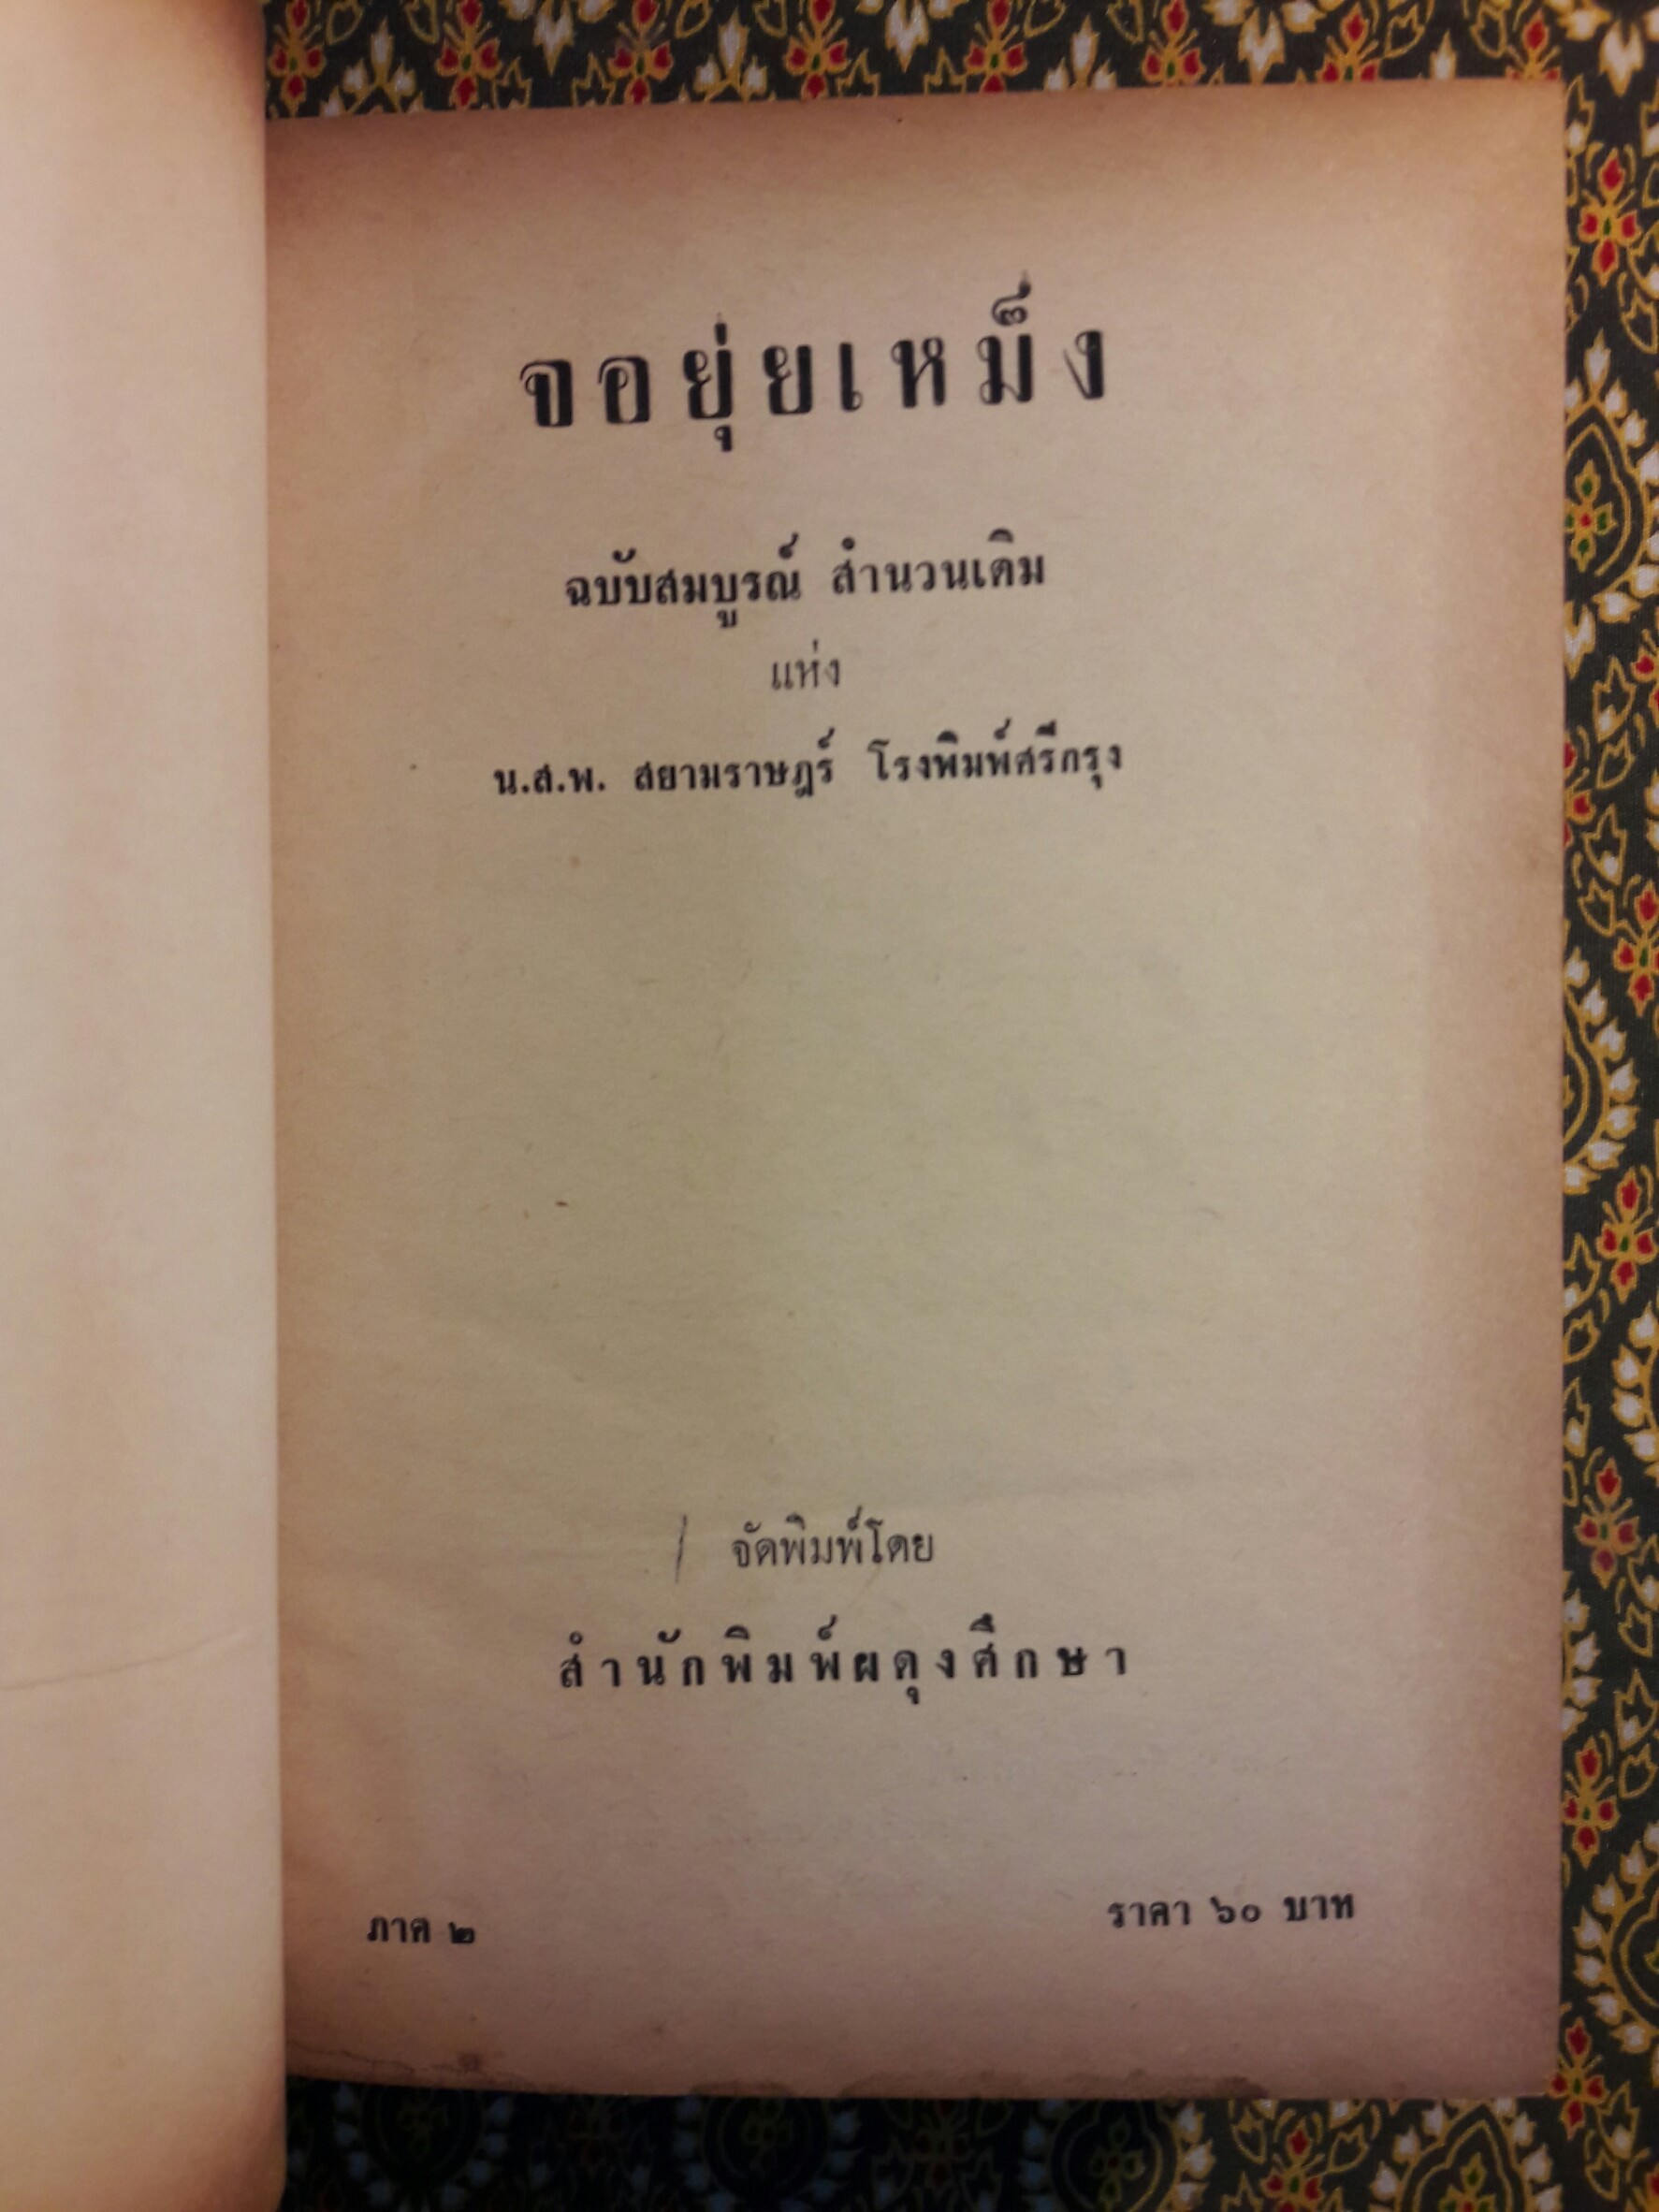 จอยุ่ยเหม็ง
ฉบับสมบูรณ์ สำนวนเดิม
แห่ง
น.ส.พ. สยามราษฎร์ โรงพิมพ์ศรีกรุง
จัดพิมพ์โดย
สำนักพิมพ์ผดุงศึกษา
ภาค ๒
ราคา ๖๐ บาท